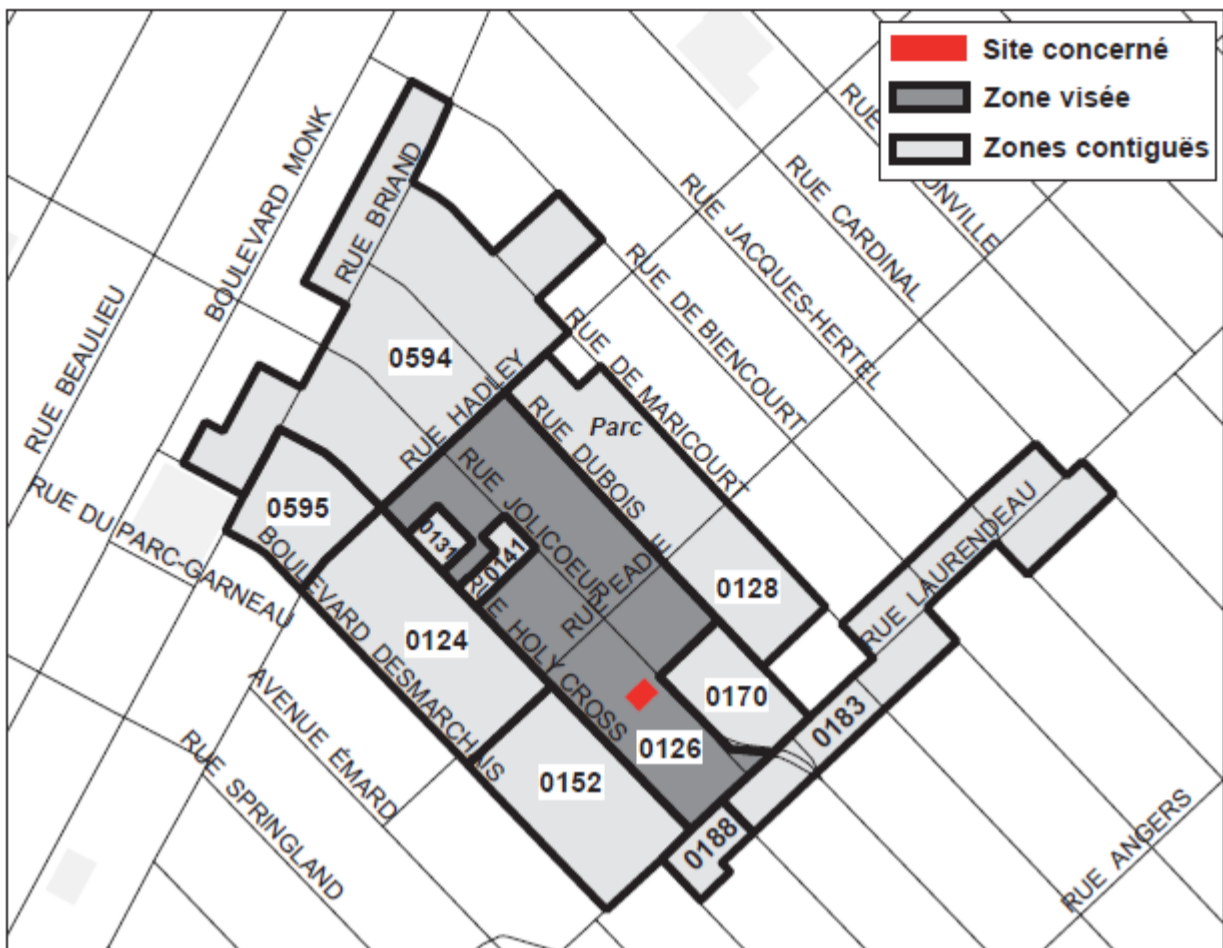 Site concerné
Zone visée
Zones contiguës
BOULEVARD MONK
RUE BRIAND
RUE BEAULIEU
RUE CARDINAL
RUE JACQUES-HERTEL
RUE DE BIENCOURT
RUE DE MARICOURT
0594
RUE HADLEY
Parc
RUE DUBOIS
RUE JOLICOEUR
0595
0131
0141
RUE DU PARC-GARNEAU
BOULEVARD DESMARCHAIS
RUE HOLY CROSS
0128
RUE LAURENDEAU
0124
0170
0183
0126
0152
AVENUE ÉMARD
RUE SPRINGLAND
0188
RUE ANGERS